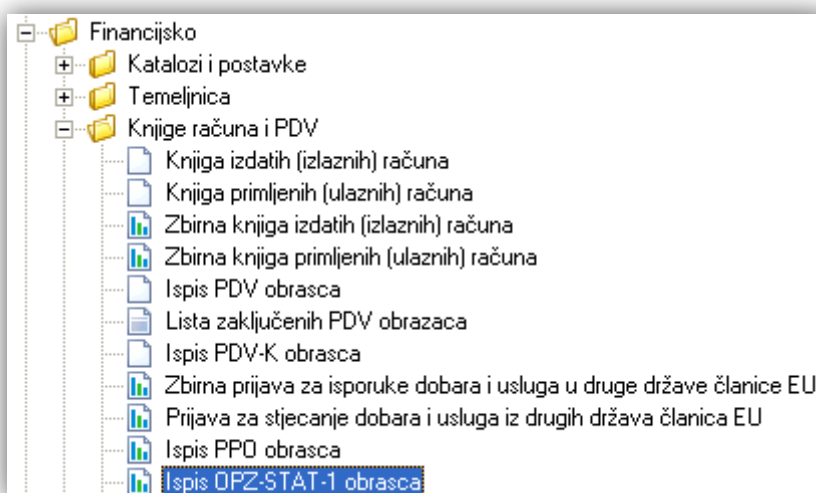 Financijsko
Katalozi i postavke
Temeljnica
Knjige računa i PDV
Knjiga izdatih (izlaznih) računa
Knjiga primljenih (ulaznih) računa
Zbirna knjiga izdatih (izlaznih) računa
Zbirna knjiga primljenih (ulaznih) računa
Ispis PDV obrasca
Lista zaključenih PDV obrazaca
Ispis PDV-K obrasca
Zbirna prijava za isporuke dobara i usluga u druge države članice EU
Prijava za stjecanje dobara i usluga iz drugih država članica EU
Ispis PPO obrasca
Ispis OPZ-STAT-1 obrasca